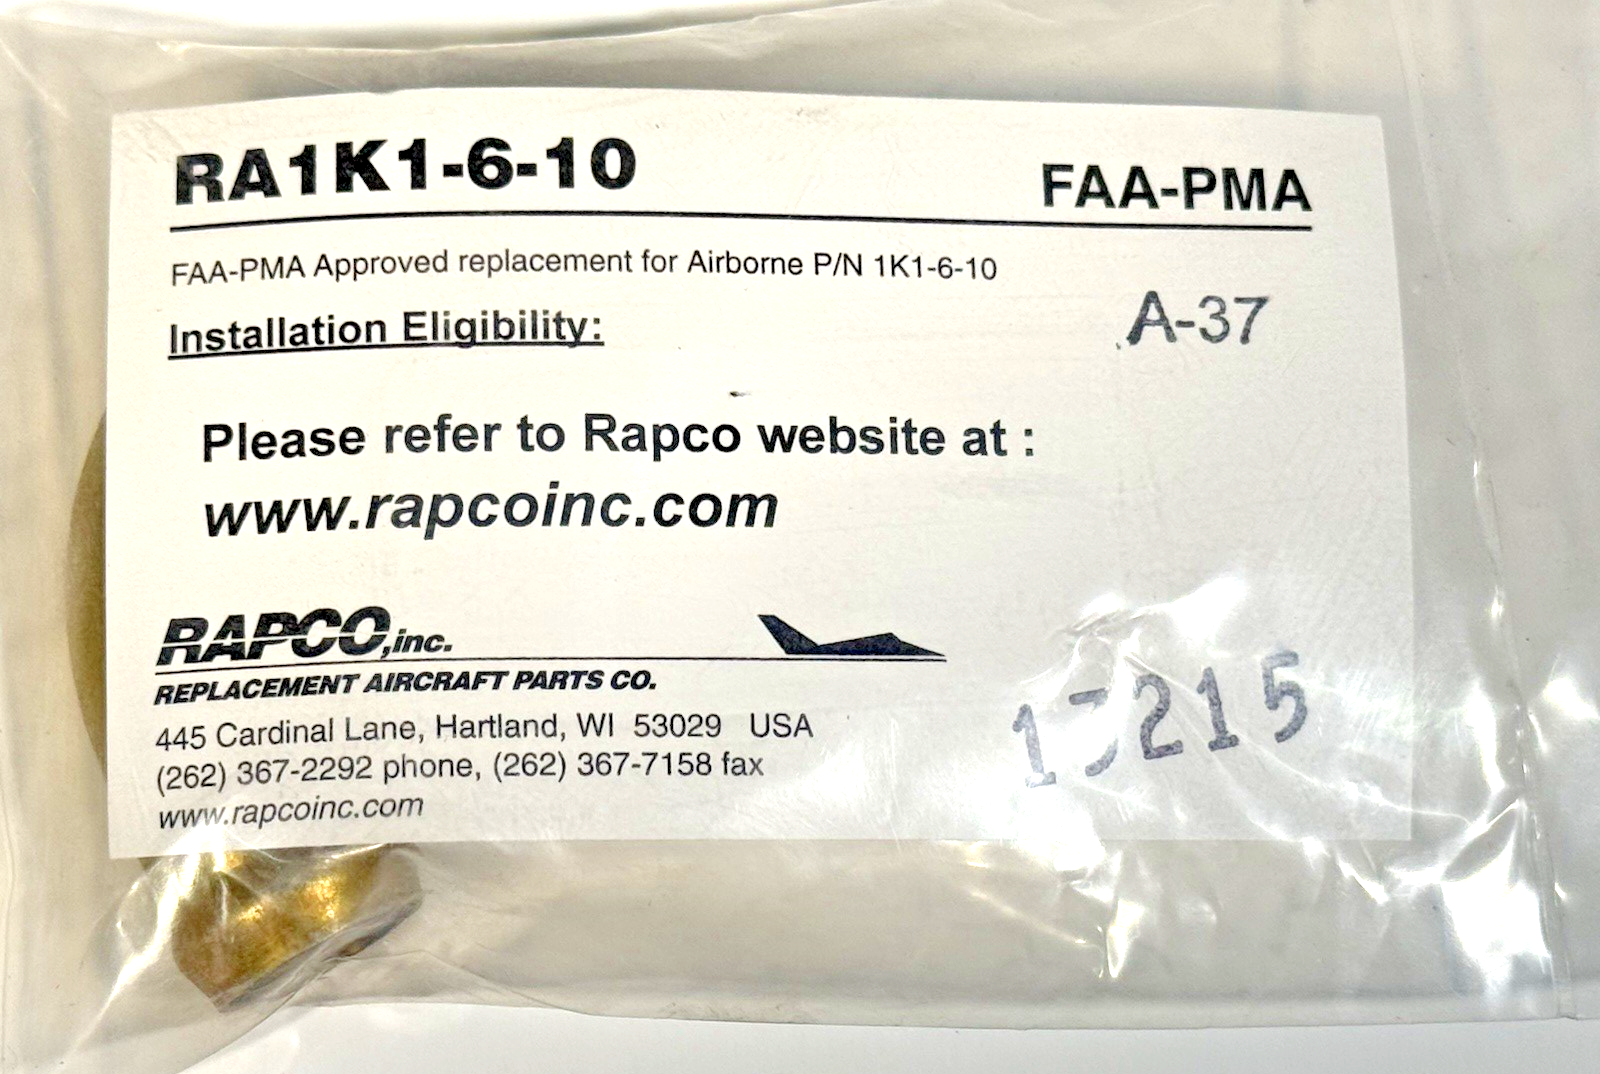 RA1K1-6-10
FAA-PMA
FAA-PMA Approved replacement for Airborne P/N 1K1-6-10
Installation Eligibility:
A-37
Please refer to Rapco website at :
www.rapcoinc.com
RAPCO,inc.
REPLACEMENT AIRCRAFT PARTS CO.
445 Cardinal Lane, Hartland, WI 53029 USA
(262) 367-2292 phone, (262) 367-7158 fax
www.rapcoinc.com